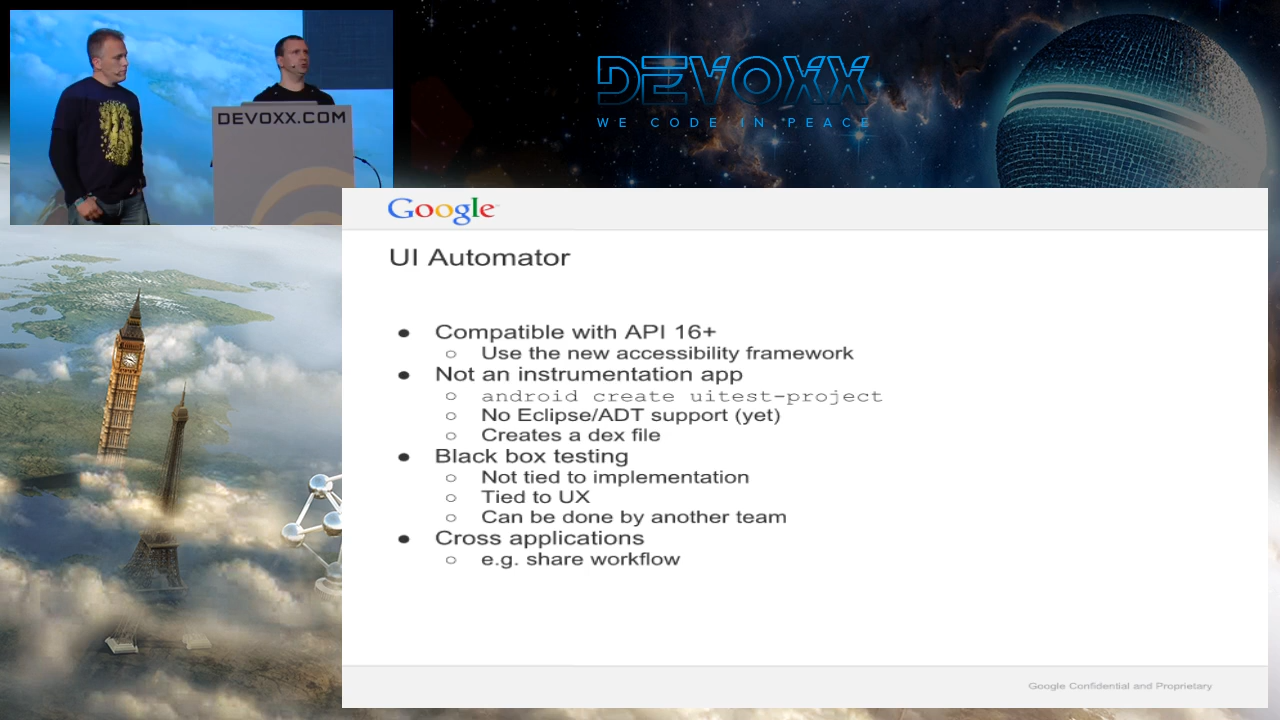 DEVOXX.COM
DEVOXX
WE CODE IN PEACE
Google
UI Automator
● Compatible with API 16+
○ Use the new accessibility framework
● Not an instrumentation app
○ android create uitest-project
○ No Eclipse/ADT support (yet)
○ Creates a dex file
● Black box testing
○ Not tied to implementation
○ Tied to UX
○ Can be done by another team
● Cross applications
○ e.g. share workflow
Google Confidential and Proprietary